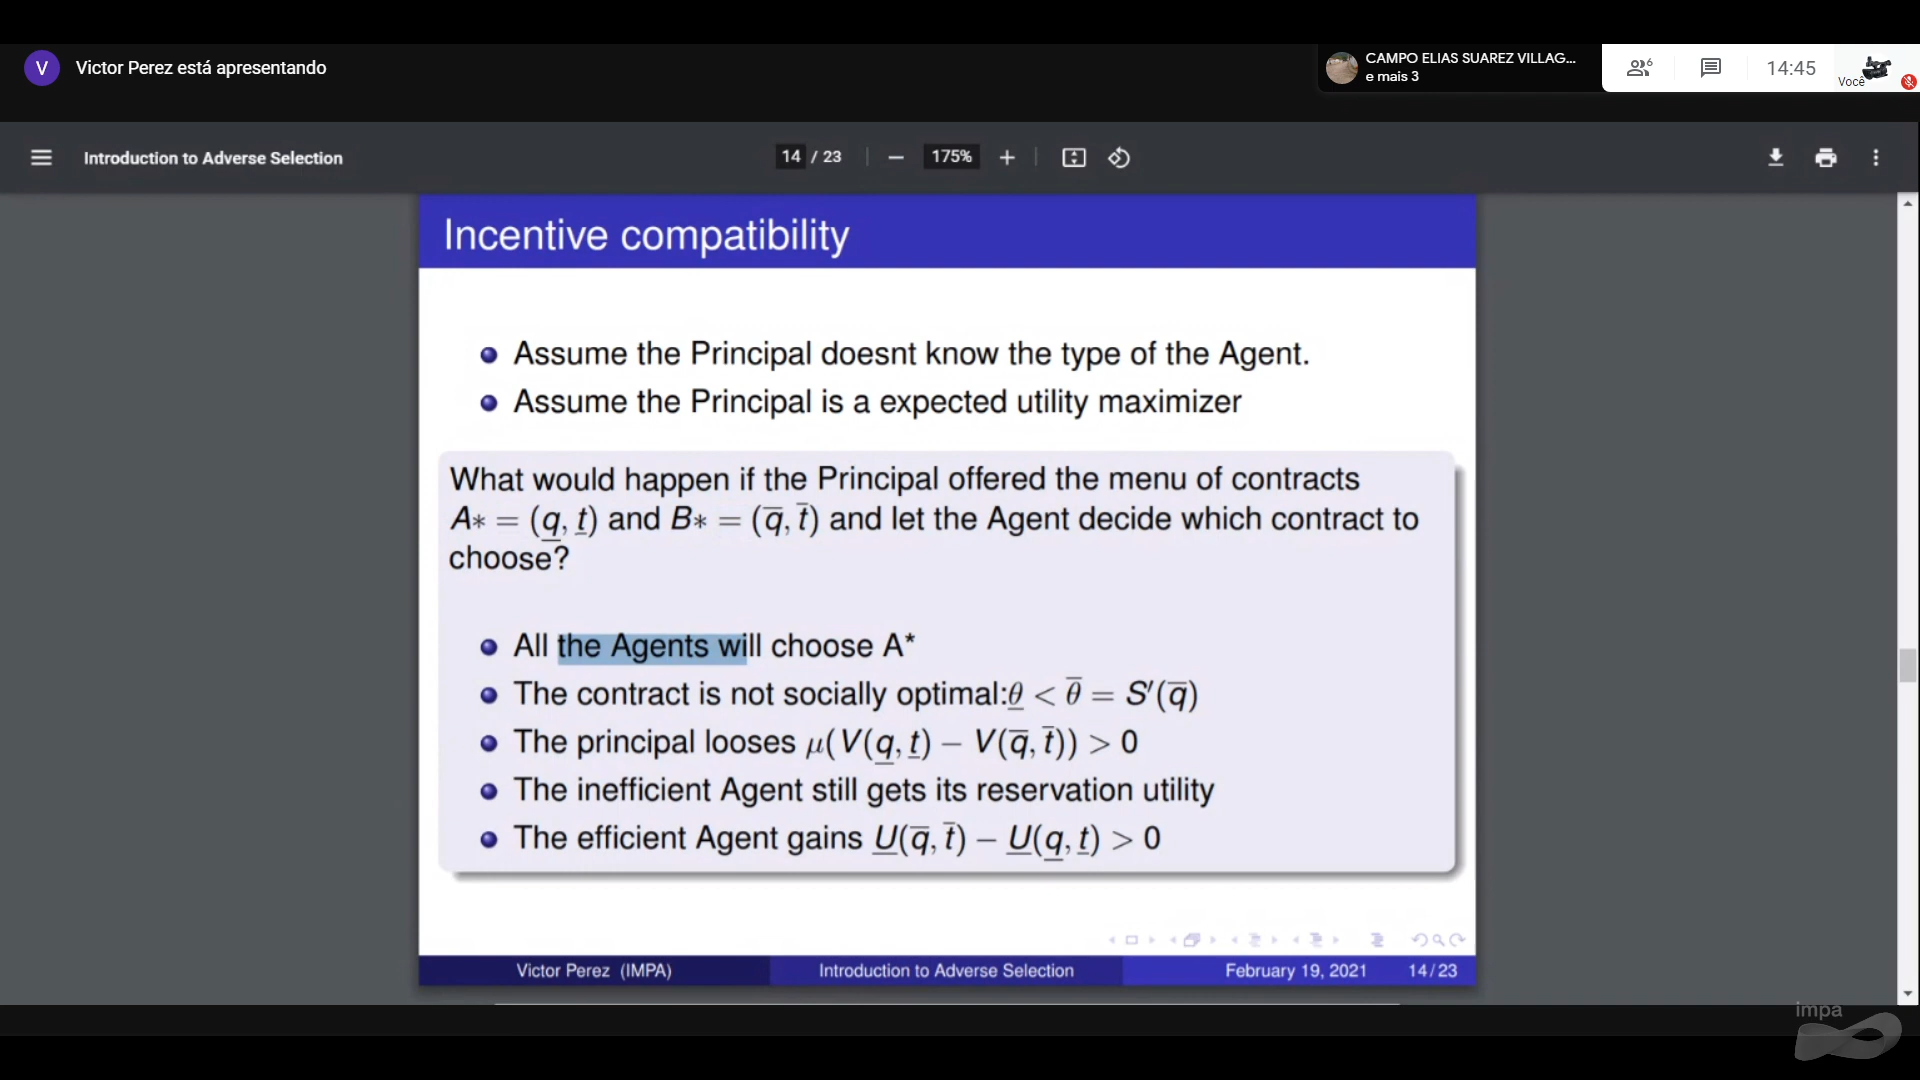 V
Victor Perez está apresentando
CAMPO ELIAS SUAREZ VILLAG...
e mais 3
6
14:45
Você
Introduction to Adverse Selection
14 / 23
175%
Incentive compatibility
Assume the Principal doesnt know the type of the Agent.
Assume the Principal is a expected utility maximizer
What would happen if the Principal offered the menu of contracts
A∗ = (q̲, t̲) and B∗ = (q̅, t̅) and let the Agent decide which contract to
choose?
All the Agents will choose A*
The contract is not socially optimal:θ̲ < θ̅ = S′(q̅)
The principal looses μ(V(q̲, t̲) − V(q̅, t̅)) > 0
The inefficient Agent still gets its reservation utility
The efficient Agent gains U̲(q̅, t̅) − U̲(q̲, t̲) > 0
Victor Perez (IMPA)
Introduction to Adverse Selection
February 19, 2021
14 / 23
impa